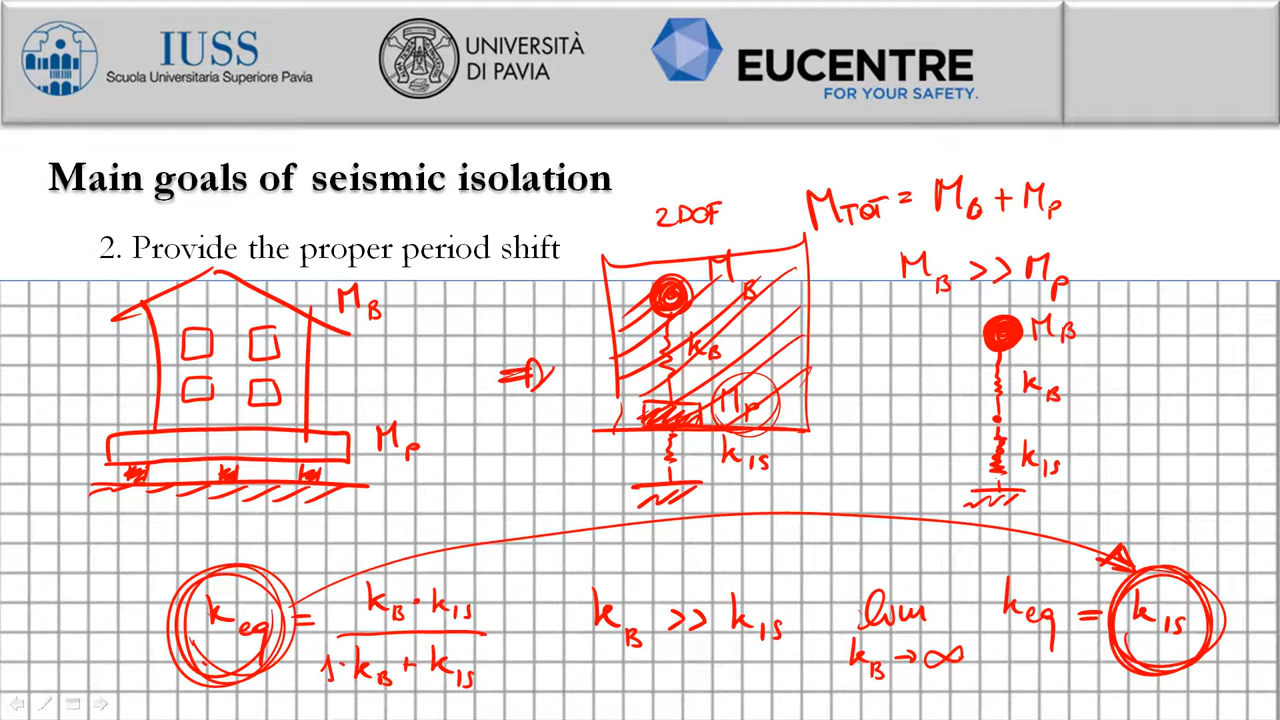 IUSS
Scuola Universitaria Superiore Pavia
UNIVERSITÀ
DI PAVIA
EUCENTRE
FOR YOUR SAFETY.
Main goals of seismic isolation
2. Provide the proper period shift
2 DOF
M_TOT = M_B + M_P
M_B >> M_P
M_B
M_P
⇒
M_B
k_B
M_P
k_IS
M_B
k_B
k_IS
k_eq = k_B · k_IS
1· k_B + k_IS
k_B >> k_IS
lim k_eq = k_IS
k_B → ∞